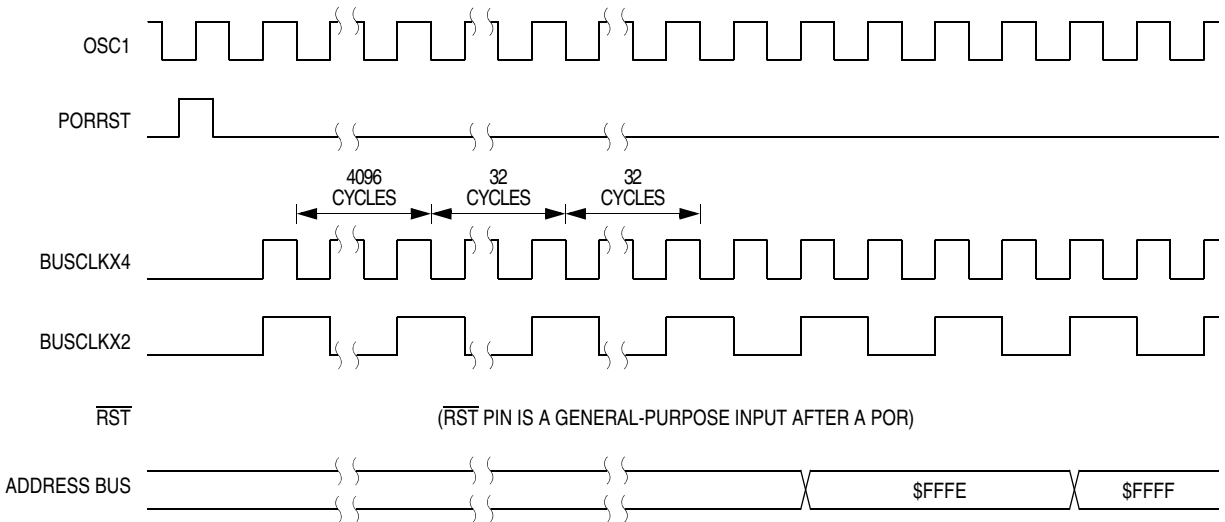 OSC1
PORRST
4096
CYCLES
32
CYCLES
32
CYCLES
BUSCLKX4
BUSCLKX2
RST
(RST PIN IS A GENERAL-PURPOSE INPUT AFTER A POR)
ADDRESS BUS
$FFFE
$FFFF